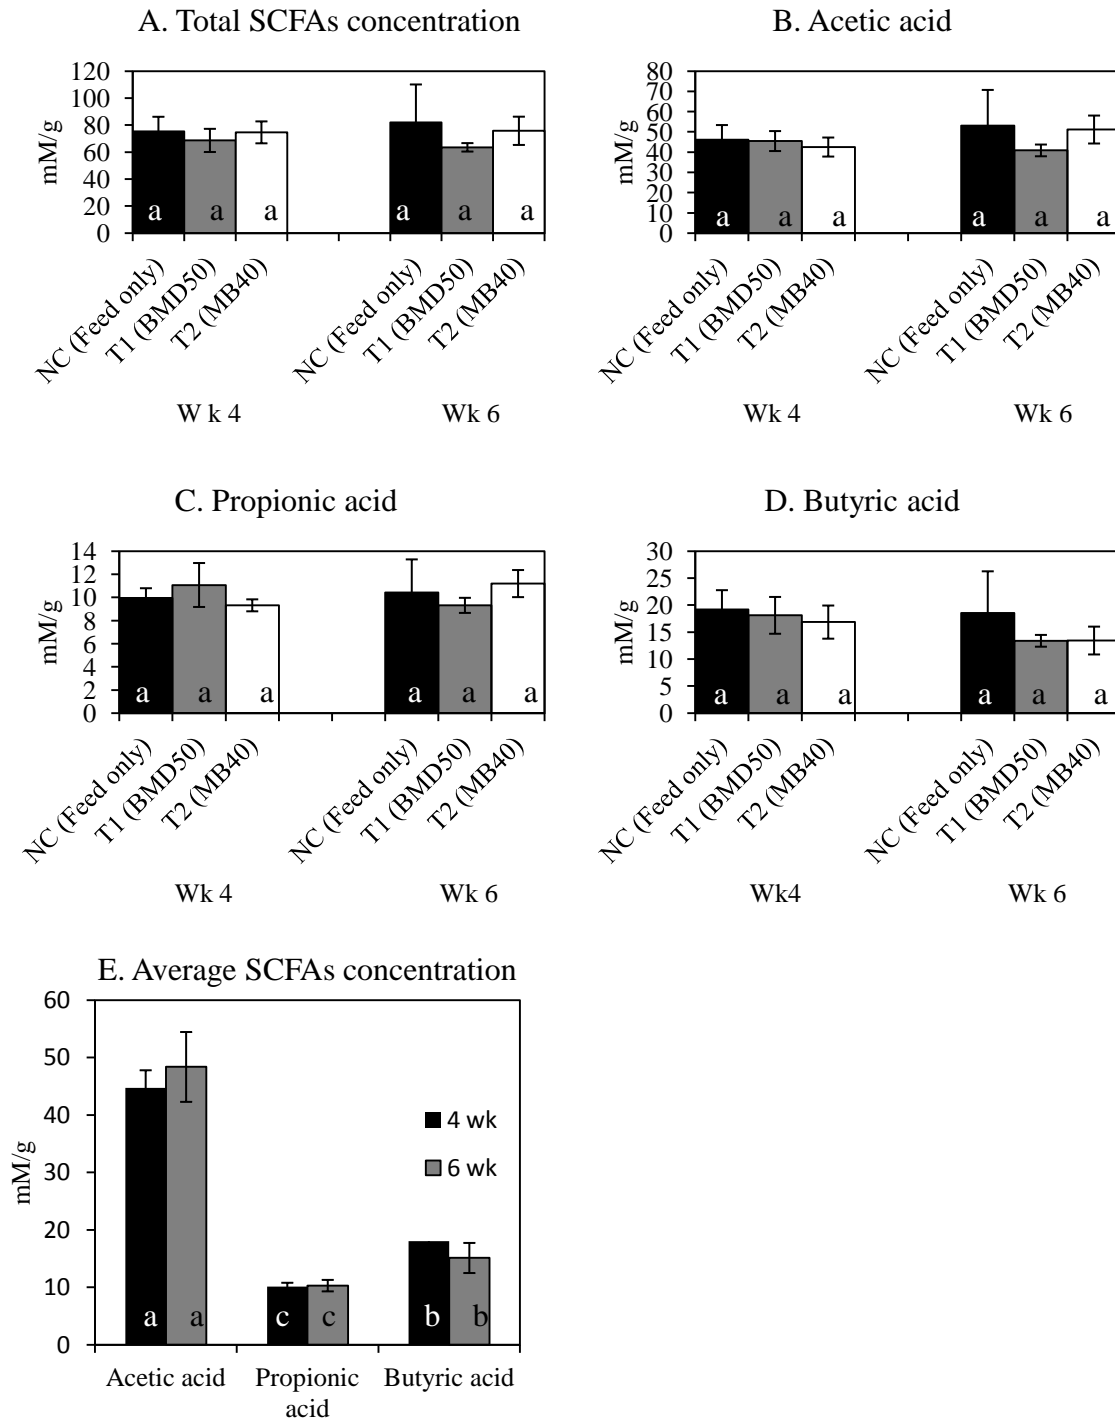 A. Total SCFAs concentration
120
100
80
60
40
20
0
mM/g
a a a a a a
NC (Feed only)
T1 (BMD50)
T2 (MB40)
NC (Feed only)
T1 (BMD50)
T2 (MB40)
W k 4 Wk 6
B. Acetic acid
80
70
60
50
40
30
20
10
0
mM/g
a a a a a a
NC (Feed only)
T1 (BMD50)
T2 (MB40)
NC (Feed only)
T1 (BMD50)
T2 (MB40)
Wk 4 Wk 6
C. Propionic acid
14
12
10
8
6
4
2
0
mM/g
a a a a a a
NC (Feed only)
T1 (BMD50)
T2 (MB40)
NC (Feed only)
T1 (BMD50)
T2 (MB40)
Wk 4 Wk 6
D. Butyric acid
30
25
20
15
10
5
0
mM/g
a a a a a a
NC (Feed only)
T1 (BMD50)
T2 (MB40)
NC (Feed only)
T1 (BMD50)
T2 (MB40)
Wk4 Wk 6
E. Average SCFAs concentration
60
50
40
30
20
10
0
mM/g
4 wk
6 wk
a a c c b b
Acetic acid Propionic Butyric acid
acid